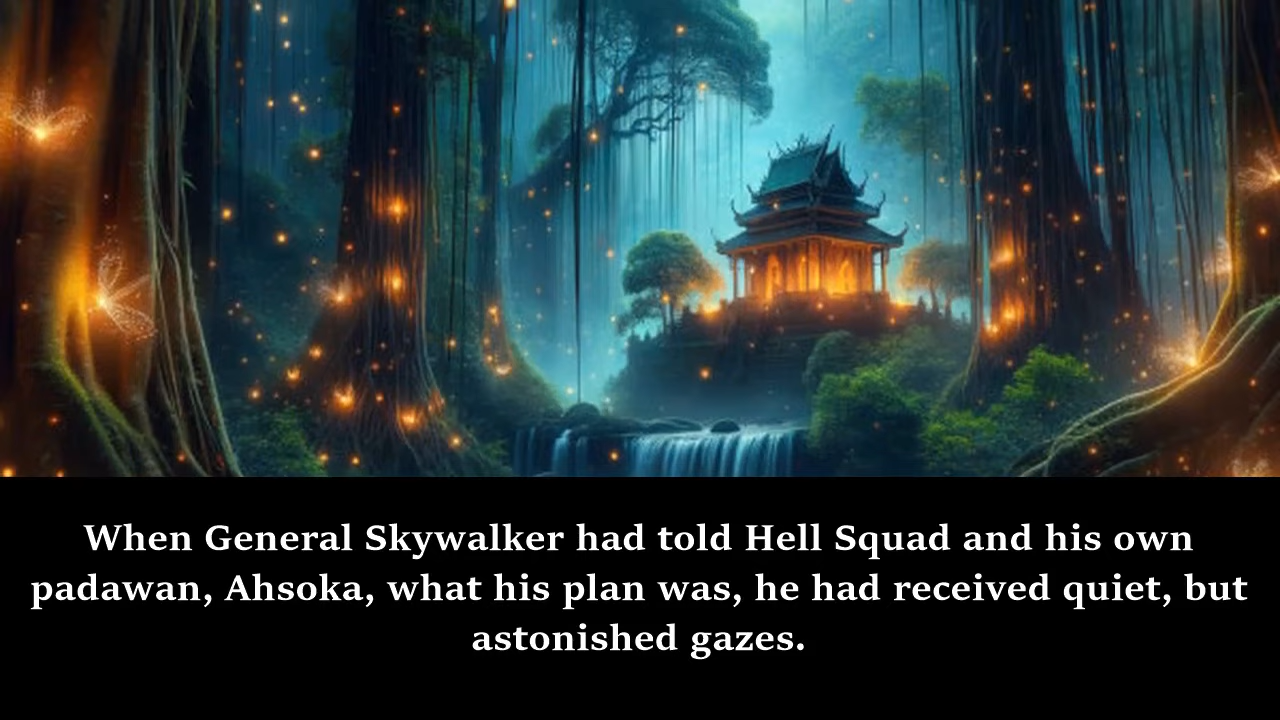 When General Skywalker had told Hell Squad and his own
padawan, Ahsoka, what his plan was, he had received quiet, but
astonished gazes.